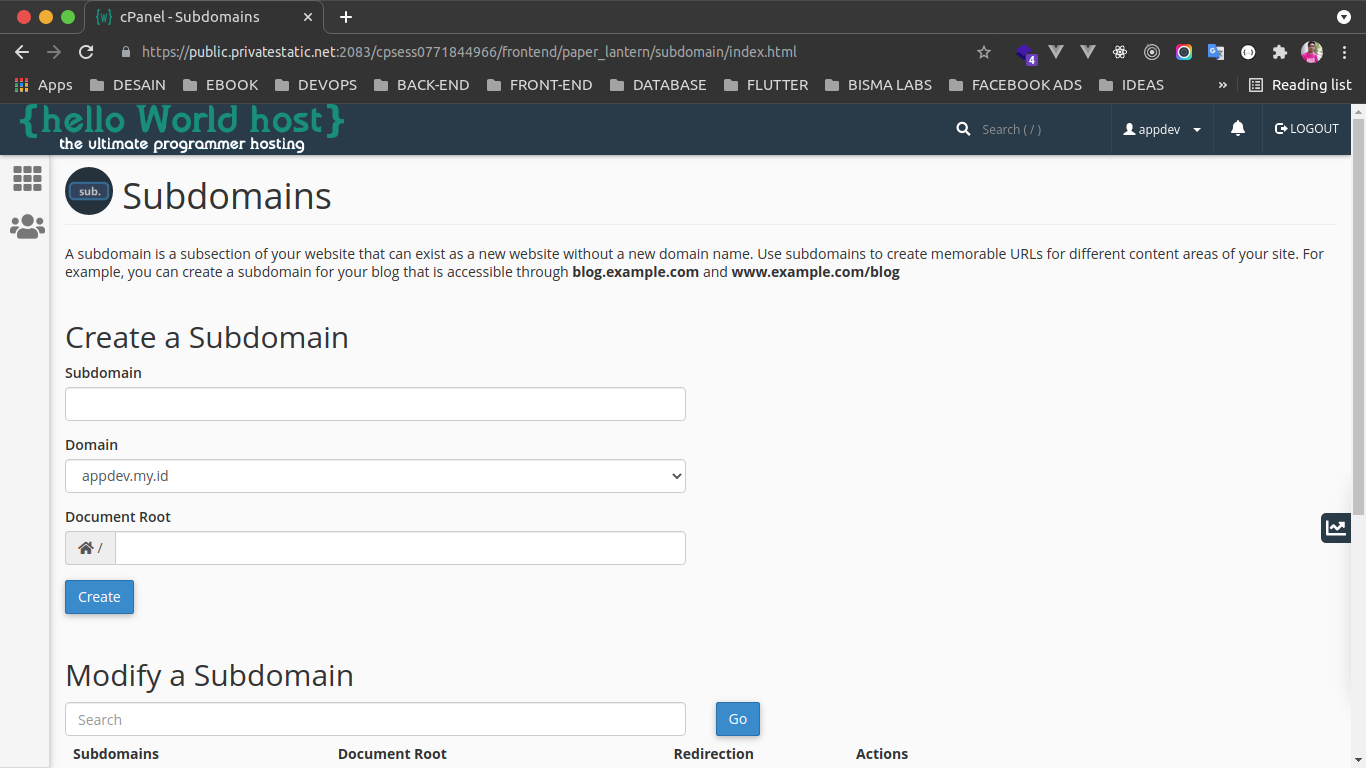 cPanel - Subdomains
https://public.privatestatic.net:2083/cpsess0771844966/frontend/paper_lantern/subdomain/index.html
4
Apps DESAIN EBOOK DEVOPS BACK-END FRONT-END DATABASE FLUTTER BISMA LABS FACEBOOK ADS IDEAS » Reading list
{hello World host}
the ultimate programmer hosting
Search ( / ) appdev LOGOUT
sub. Subdomains
A subdomain is a subsection of your website that can exist as a new website without a new domain name. Use subdomains to create memorable URLs for different content areas of your site. For
example, you can create a subdomain for your blog that is accessible through blog.example.com and www.example.com/blog
Create a Subdomain
Subdomain
Domain
appdev.my.id
Document Root
/
Create
Modify a Subdomain
Search Go
Subdomains Document Root Redirection Actions